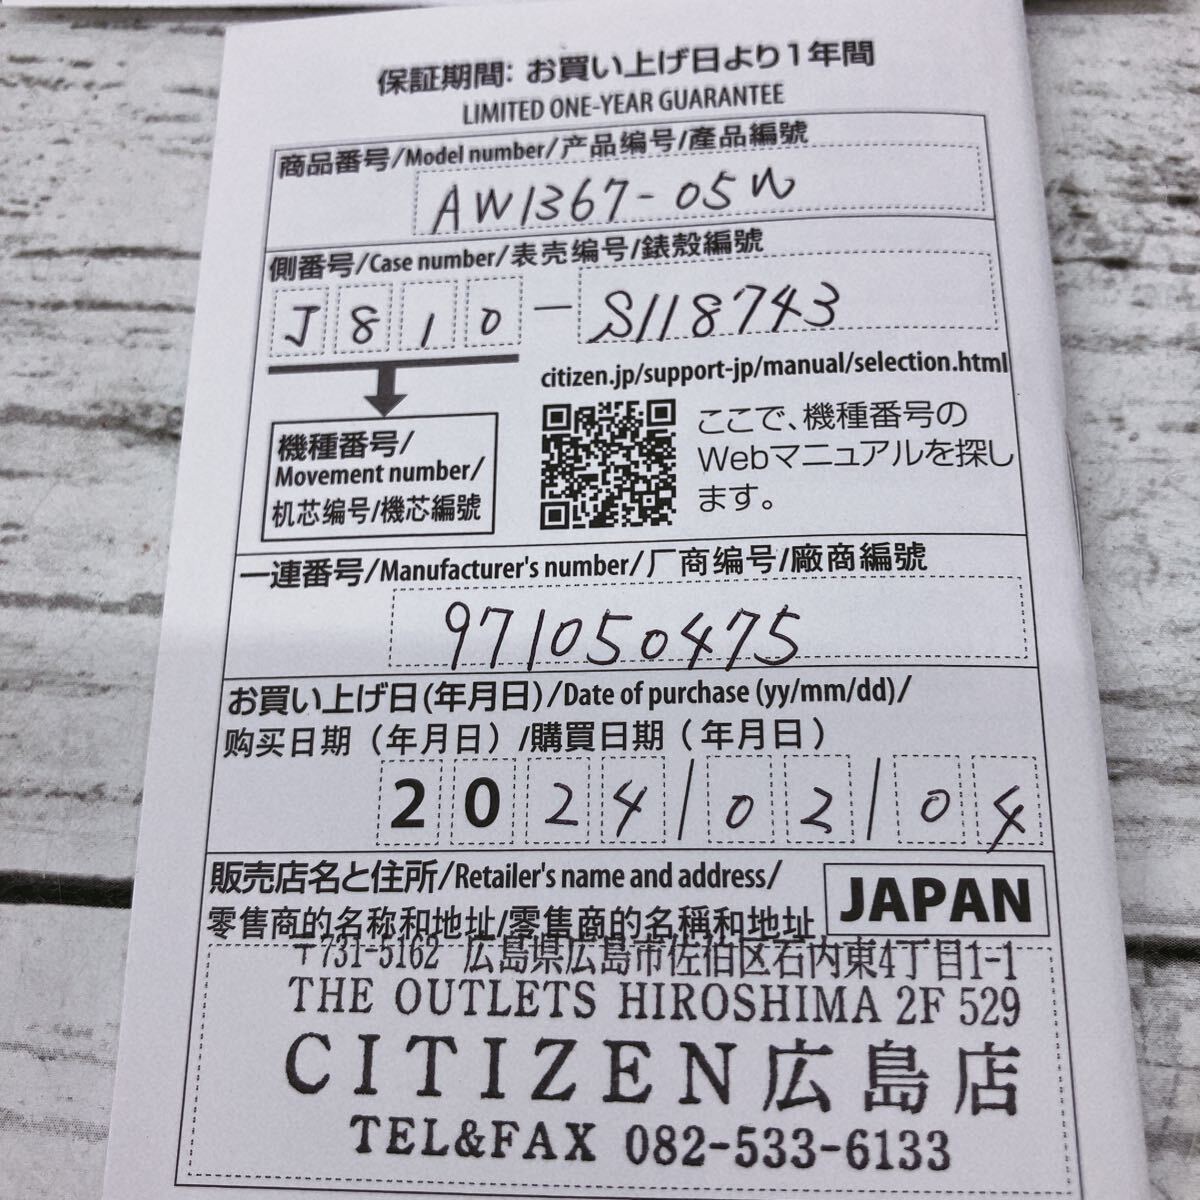 保証期間: お買い上げ日より1年間
LIMITED ONE-YEAR GUARANTEE
商品番号/Model number/产品编号/產品編號
AW1367-05W
側番号/Case number/表壳编号/錶殼編號
J810-S118743
citizen.jp/support-jp/manual/selection.html
機種番号/
Movement number/
机芯编号/機芯編號
ここで、機種番号の
Webマニュアルを探し
ます。
一連番号/Manufacturer's number/厂商编号/廠商編號
971050475
お買い上げ日(年月日)/Date of purchase (yy/mm/dd)/
购买日期(年月日)/購買日期(年月日)
2024/02/04
販売店名と住所/Retailer's name and address/
零售商的名称和地址/零售商的名稱和地址
JAPAN
〒731-5162 広島県広島市佐伯区石内東4丁目1-1
THE OUTLETS HIROSHIMA 2F 529
CITIZEN広島店
TEL&FAX 082-533-6133